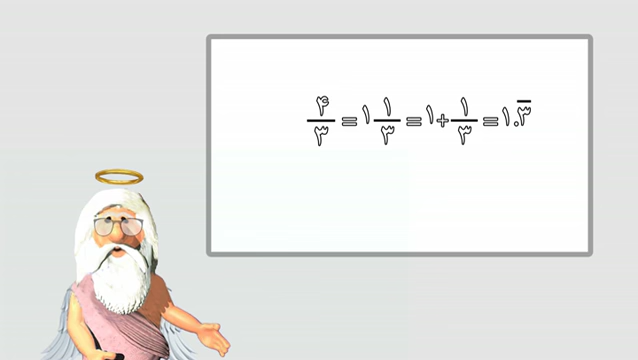 ۴/۳ = ۱ ۱/۳ = ۱ + ۱/۳ = ۱.۳̅